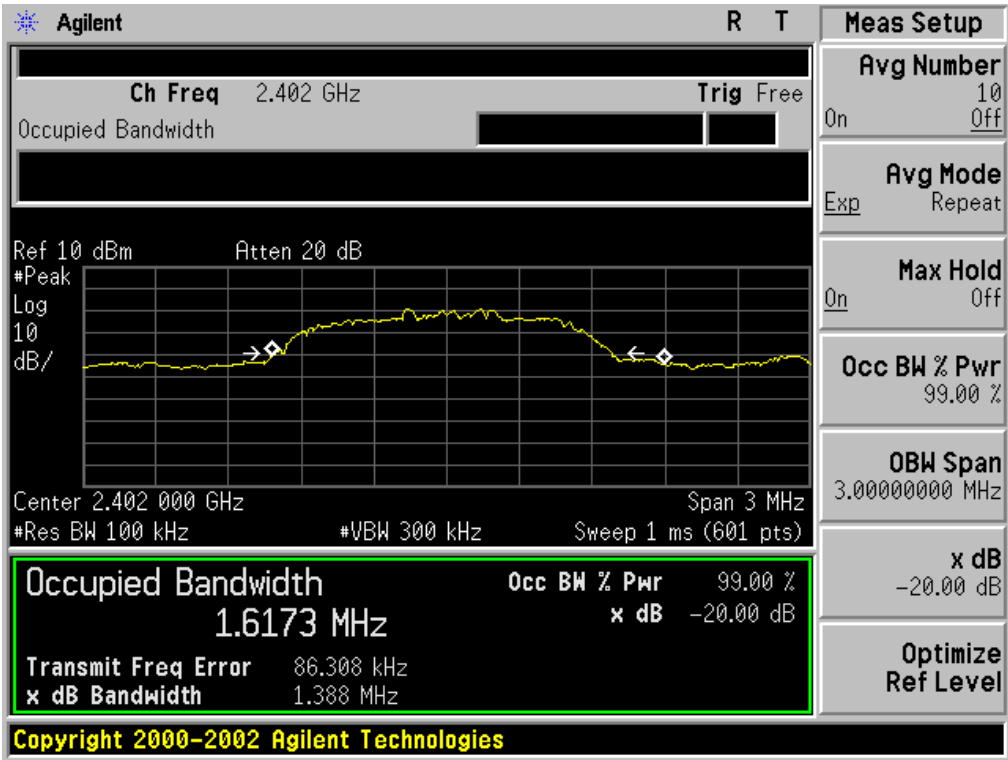 Agilent R T Meas Setup
Ch Freq 2.402 GHz Trig Free
Occupied Bandwidth
Avg Number
10
On Off
Avg Mode
Exp Repeat
Max Hold
On Off
Occ BW % Pwr
99.00 %
OBW Span
3.00000000 MHz
x dB
-20.00 dB
Optimize
Ref Level
Ref 10 dBm Atten 20 dB
#Peak
Log
10
dB/
Center 2.402 000 GHz Span 3 MHz
#Res BW 100 kHz #VBW 300 kHz Sweep 1 ms (601 pts)
Occupied Bandwidth Occ BW % Pwr 99.00 %
1.6173 MHz x dB -20.00 dB
Transmit Freq Error 86.308 kHz
x dB Bandwidth 1.388 MHz
Copyright 2000-2002 Agilent Technologies